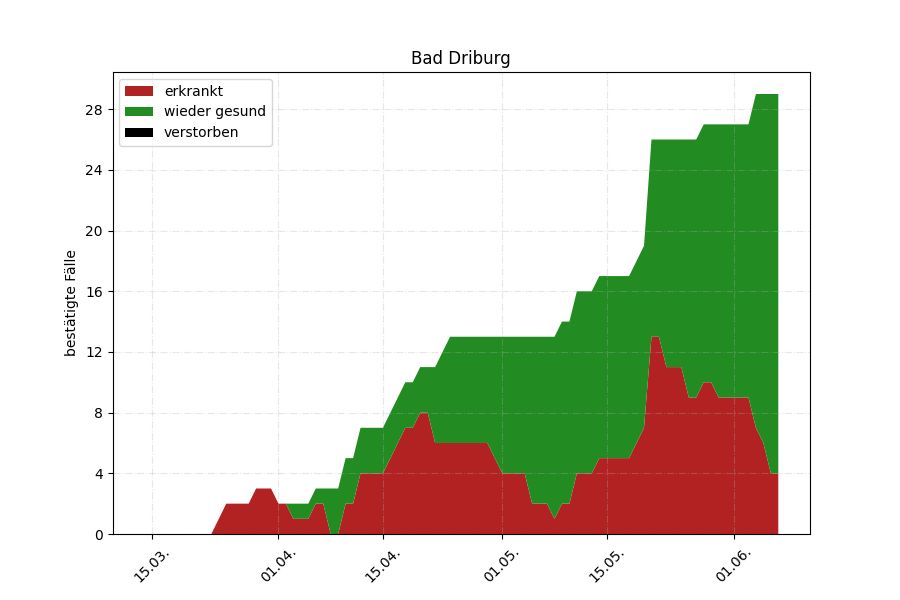 Bad Driburg
erkrankt
wieder gesund
verstorben
bestätigte Fälle
28
24
20
16
12
8
4
0
15.03.
01.04.
15.04.
01.05.
15.05.
01.06.